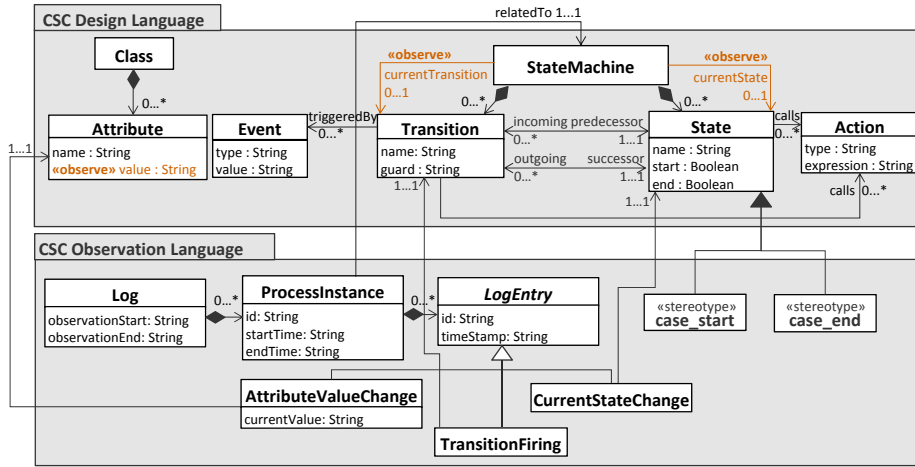 CSC Design Language
relatedTo 1...1
Class
0...*
StateMachine
«observe»
currentTransition
0...1
«observe»
currentState
0...1
0...*
0...*
Attribute
name : String
«observe» value : String
1...1
Event
type : String
value : String
triggeredBy
0...*
Transition
name: String
guard : String
1...1
incoming predecessor
0...*
1...1
outgoing
successor
0...*
1...1
State
name : String
start : Boolean
end : Boolean
1...1
calls
0...*
Action
type : String
expression : String
calls
0...*
CSC Observation Language
Log
observationStart: String
observationEnd: String
0...*
ProcessInstance
id: String
startTime: String
endTime: String
0...*
LogEntry
id: String
timeStamp: String
«stereotype»
case_start
«stereotype»
case_end
AttributeValueChange
currentValue: String
CurrentStateChange
TransitionFiring